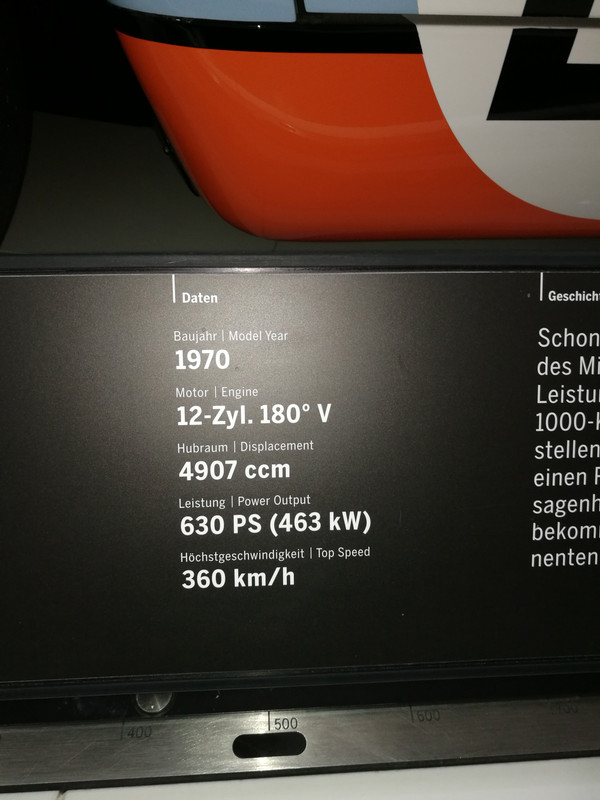 Daten
Baujahr | Model Year
1970
Motor | Engine
12-Zyl. 180° V
Hubraum | Displacement
4907 ccm
Leistung | Power Output
630 PS (463 kW)
Höchstgeschwindigkeit | Top Speed
360 km/h
Geschicht
Schon
des Mi
Leistu
1000-
stellen
einen
sagenh
bekom
nenten
400
500
600